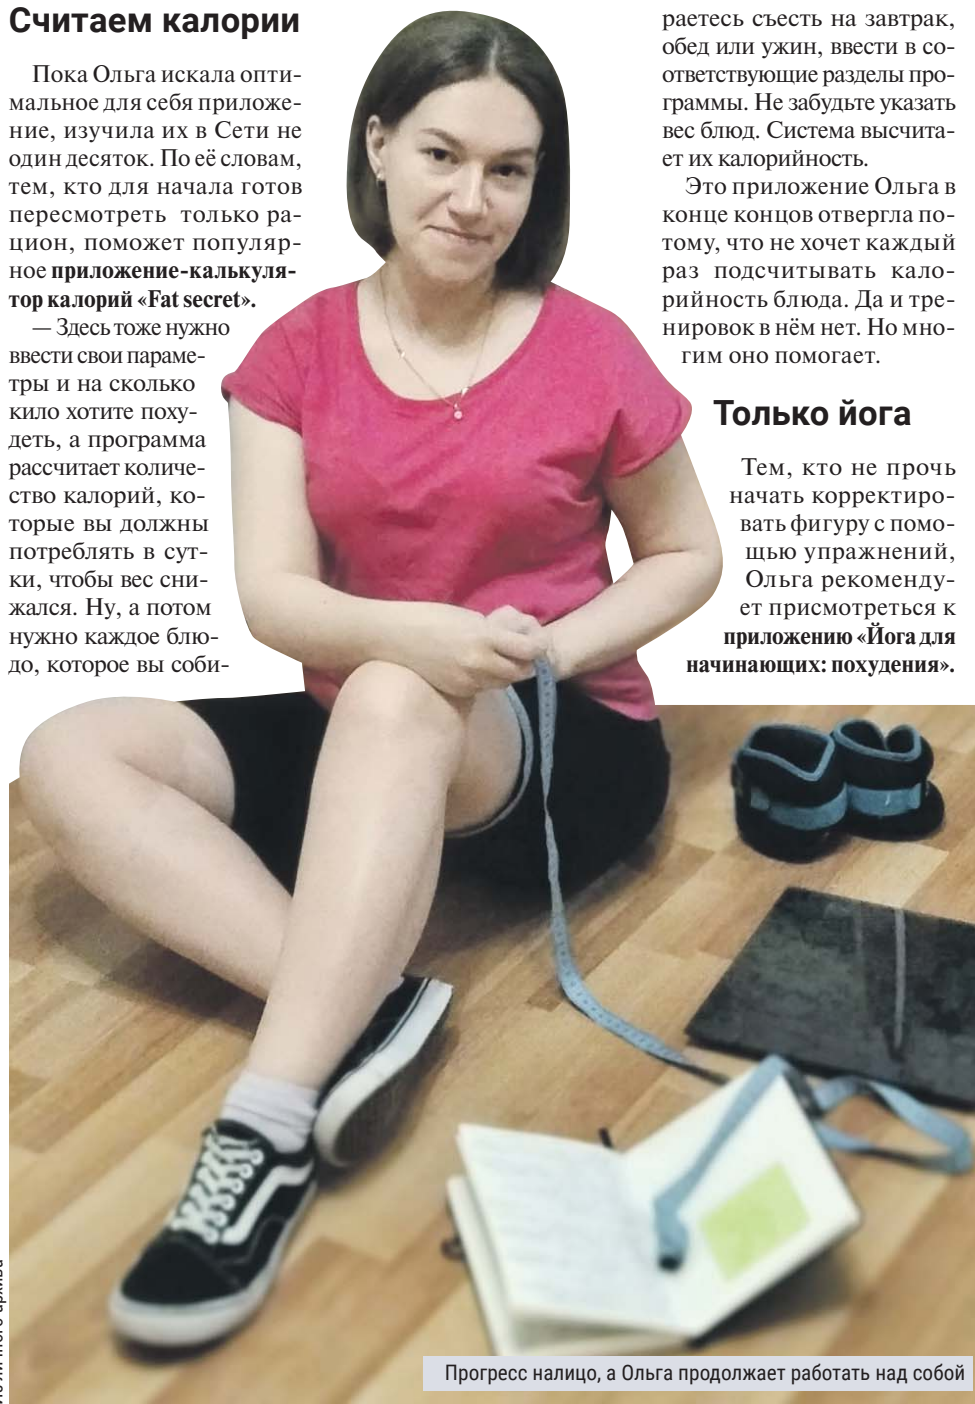 Считаем калории
Пока Ольга искала опти-
мальное для себя приложе-
ние, изучила их в Сети не
один десяток. По её словам,
тем, кто для начала готов
пересмотреть только ра-
цион, поможет популяр-
ное приложение-калькуля-
тор калорий «Fat secret».
— Здесь тоже нужно
ввести свои параме-
тры и на сколько
кило хотите поху-
деть, а программа
рассчитает количе-
ство калорий, ко-
торые вы должны
потреблять в сут-
ки, чтобы вес сни-
жался. Ну, а потом
нужно каждое блю-
до, которое вы соби-
раетесь съесть на завтрак,
обед или ужин, ввести в со-
ответствующие разделы про-
граммы. Не забудьте указать
вес блюд. Система высчита-
ет их калорийность.
Это приложение Ольга в
конце концов отвергла по-
тому, что не хочет каждый
раз подсчитывать кало-
рийность блюда. Да и тре-
нировок в нём нет. Но мно-
гим оно помогает.
Только йога
Тем, кто не прочь
начать корректиро-
вать фигуру с помо-
щью упражнений,
Ольга рекоменду-
ет присмотреться к
приложению «Йога для
начинающих: похудения».
Прогресс налицо, а Ольга продолжает работать над собой